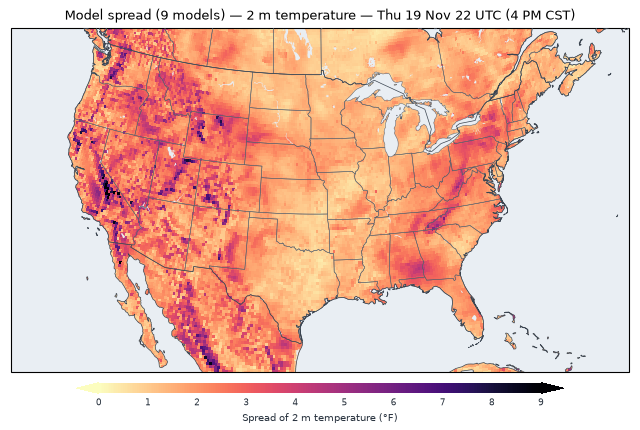 Model spread (9 models) — 2 m temperature — Thu 19 Nov 22 UTC (4 PM CST)
0 1 2 3 4 5 6 7 8 9
Spread of 2 m temperature (°F)